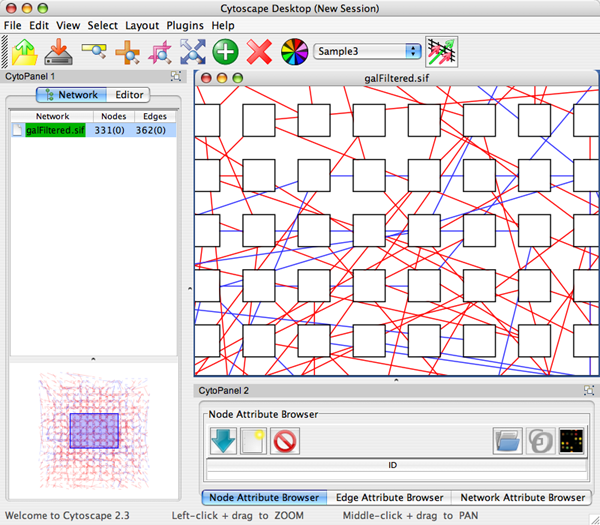 Cytoscape Desktop (New Session)
File Edit View Select Layout Plugins Help
Sample3
CytoPanel 1
Network Editor
Network Nodes Edges
galFiltered.sif 331(0) 362(0)
galFiltered.sif
CytoPanel 2
Node Attribute Browser
ID
Node Attribute Browser Edge Attribute Browser Network Attribute Browser
Welcome to Cytoscape 2.3 Left-click + drag to ZOOM Middle-click + drag to PAN